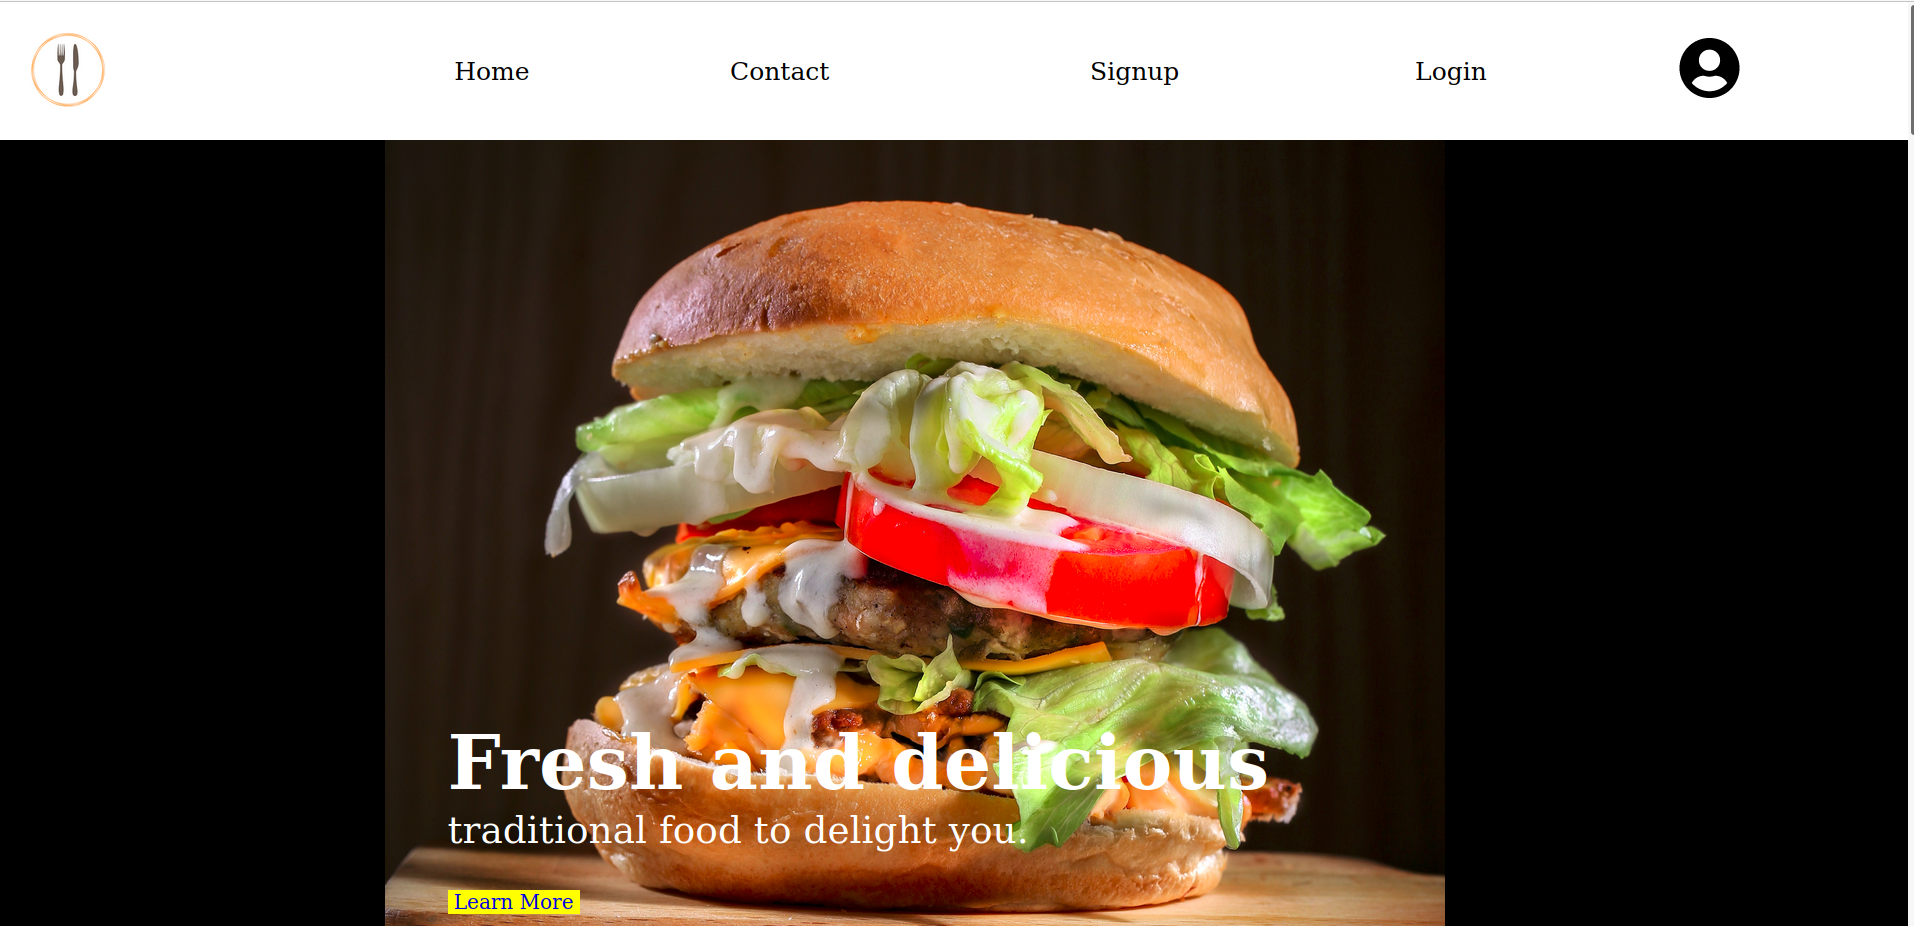 Home Contact Signup Login
Fresh and delicious
traditional food to delight you.
Learn More